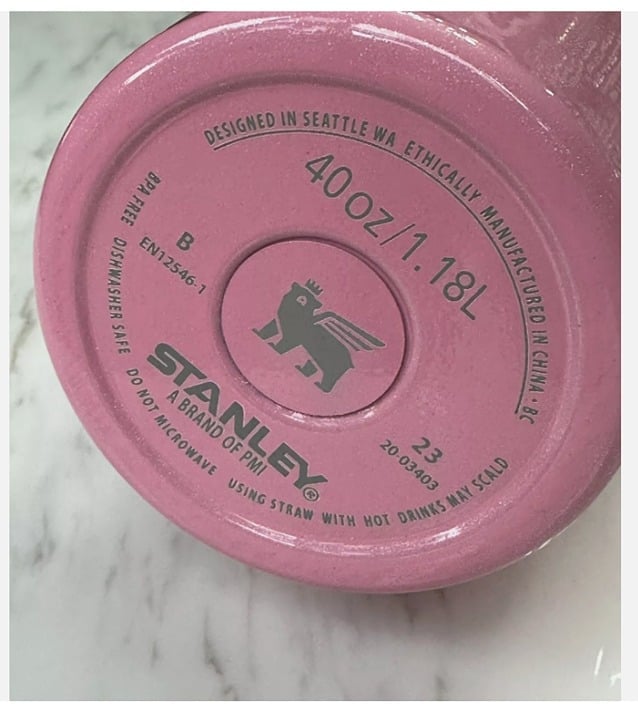 DESIGNED IN SEATTLE WA ETHICALLY MANUFACTURED IN CHINA · BC
40OZ/1.18L
B
EN12546-1
STANLEY®
A BRAND OF PMI
23
20-03403
BPA FREE DISHWASHER SAFE DO NOT MICROWAVE USING STRAW WITH HOT DRINKS MAY SCALD